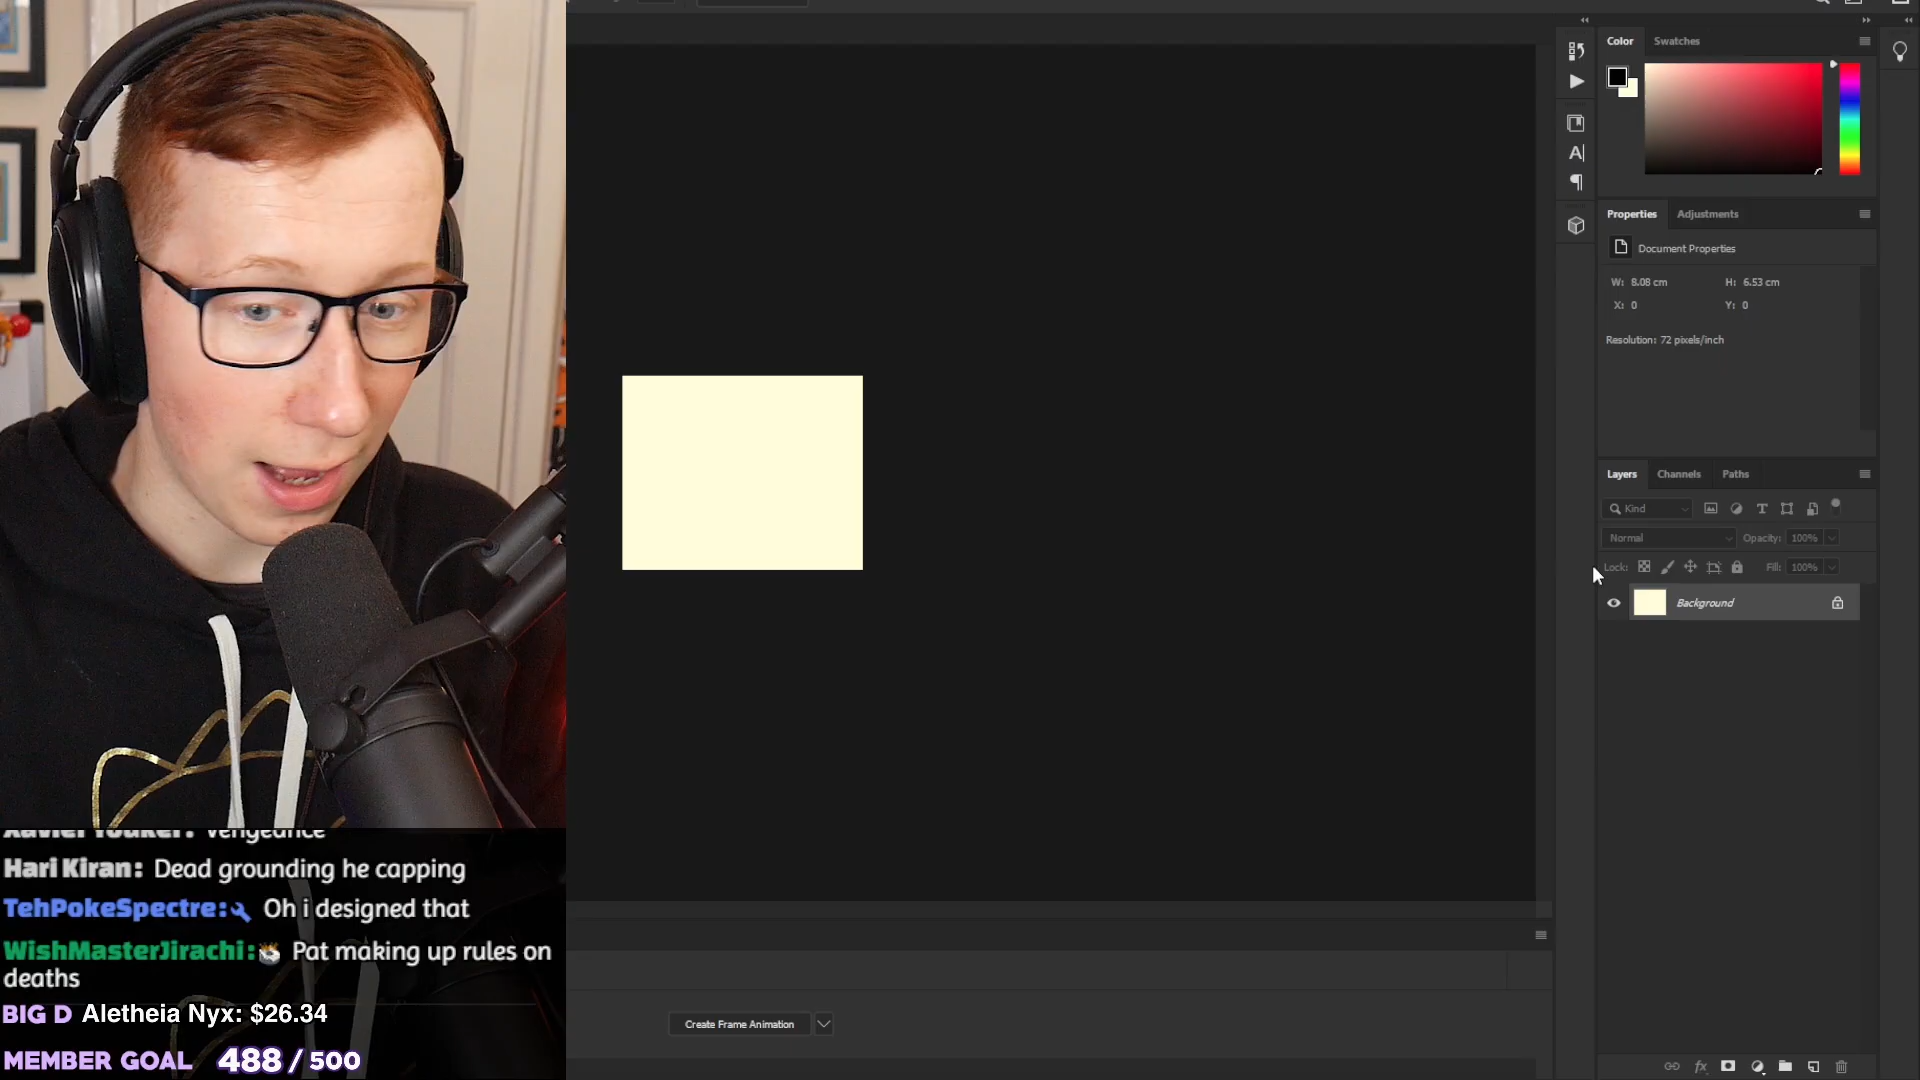 Color Swatches
Properties Adjustments
Document Properties
W: 8.08 cm H: 6.53 cm
X: 0 Y: 0
Resolution: 72 pixels/inch
Layers Channels Paths
Kind
Normal Opacity: 100%
Lock: Fill: 100%
Background
Create Frame Animation
Xavier Youker: Vengeance
Hari Kiran: Dead grounding he capping
TehPokeSpectre: Oh i designed that
WishMasterJirachi: Pat making up rules on
deaths
BIG D Aletheia Nyx: $26.34
MEMBER GOAL 488 / 500